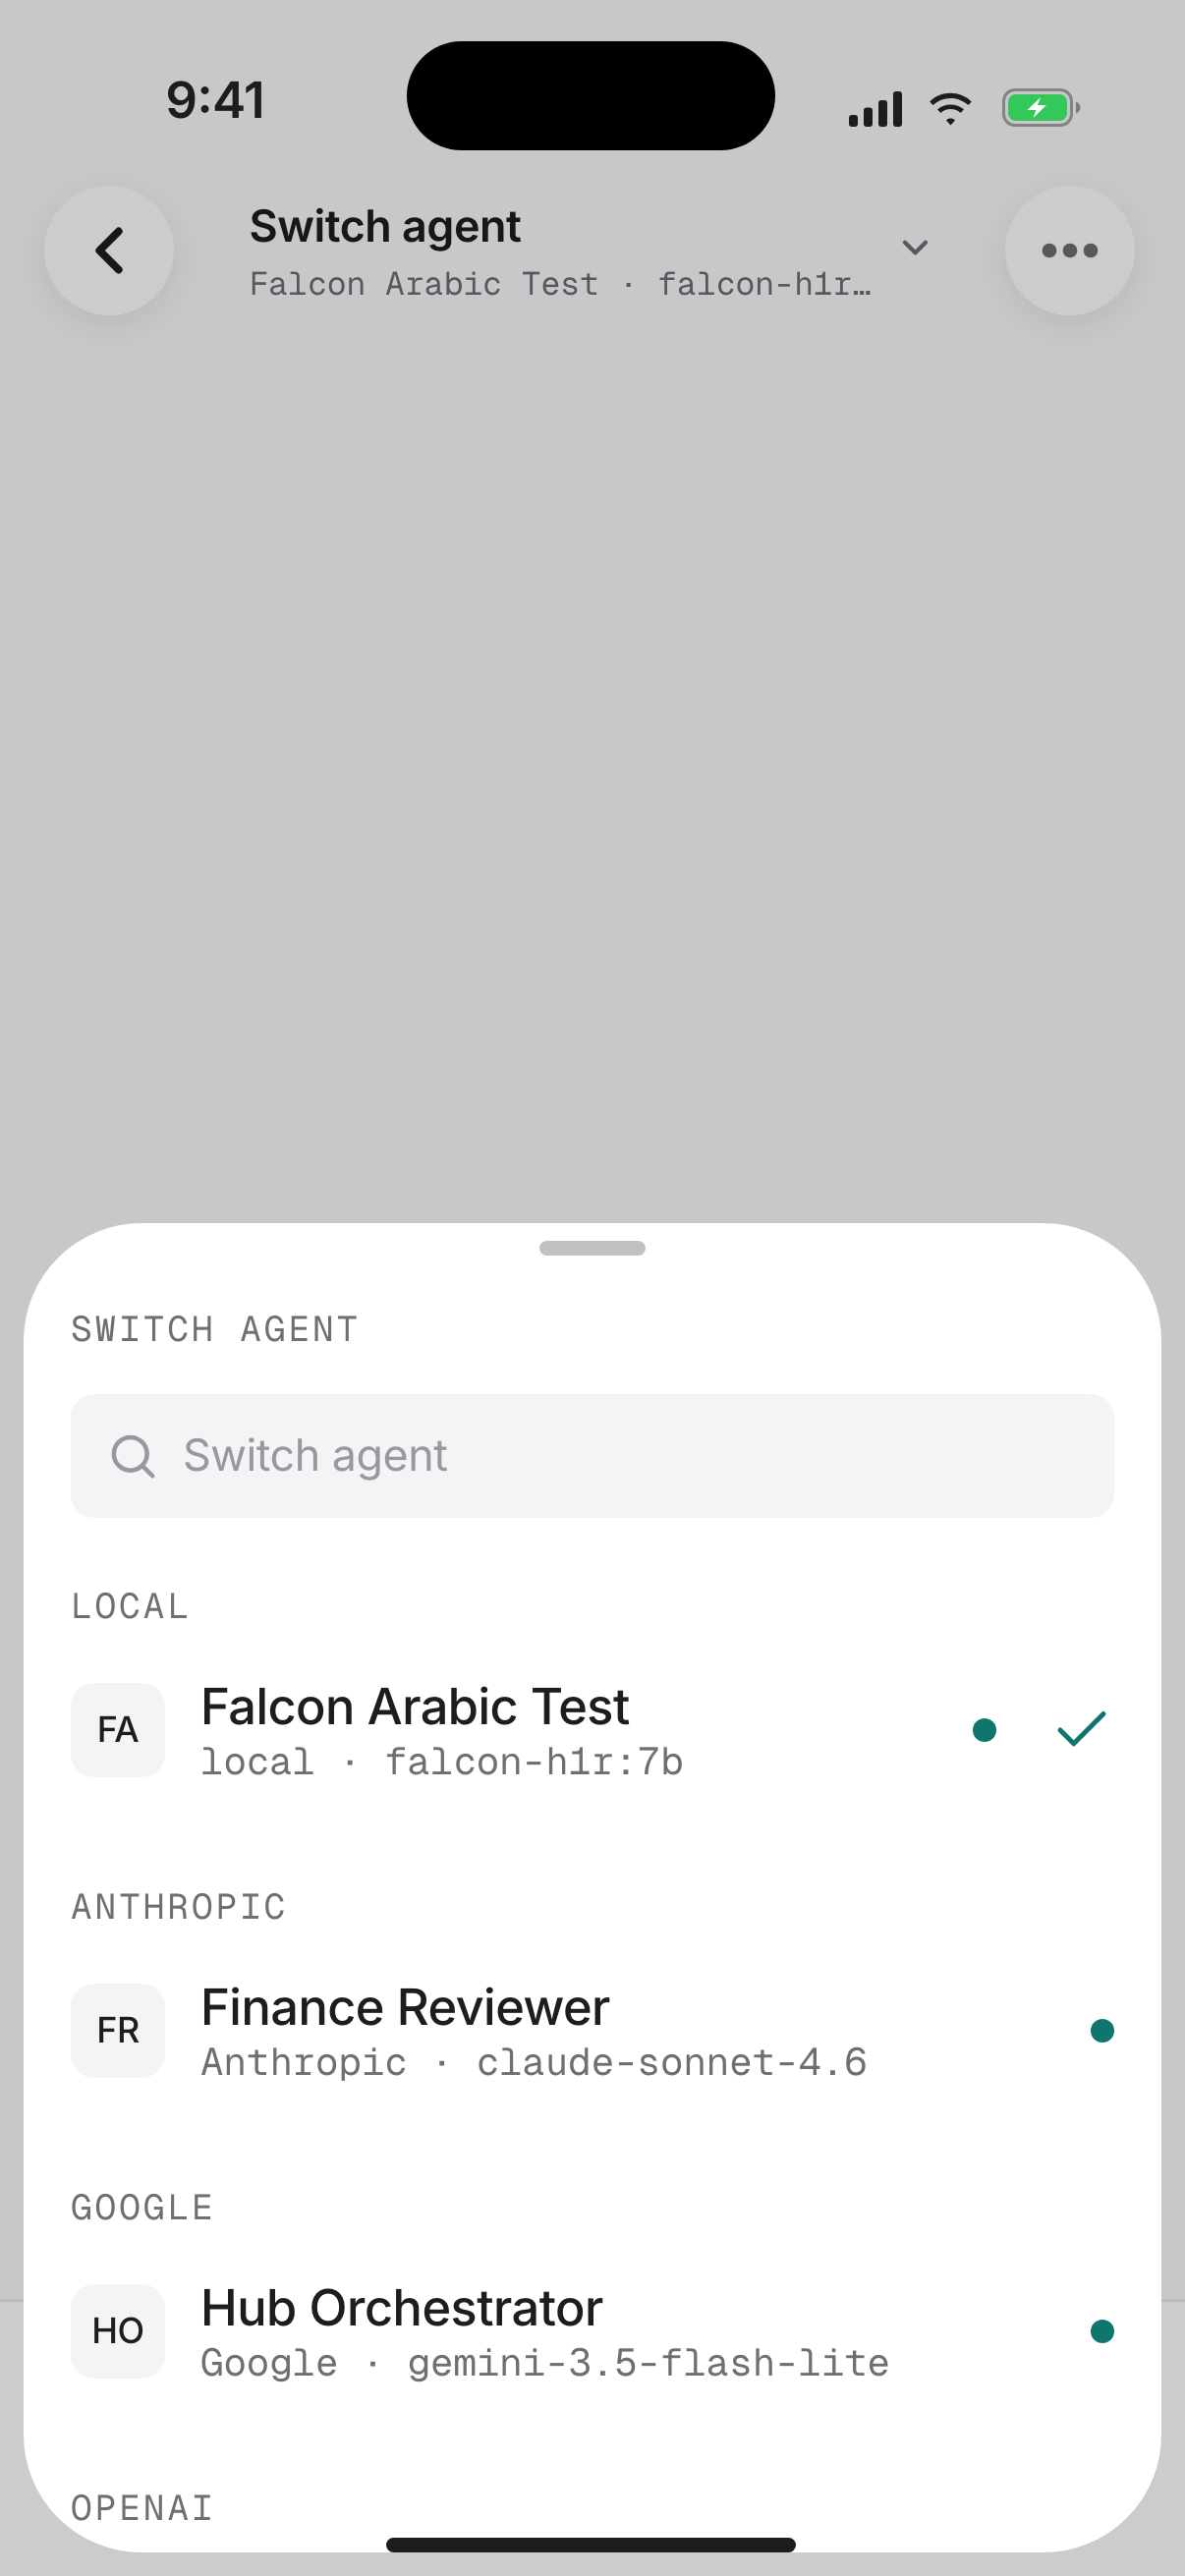 9:41
Switch agent
Falcon Arabic Test · falcon-h1r…
SWITCH AGENT
Switch agent
LOCAL
FA
Falcon Arabic Test
local · falcon-h1r:7b
ANTHROPIC
FR
Finance Reviewer
Anthropic · claude-sonnet-4.6
GOOGLE
HO
Hub Orchestrator
Google · gemini-3.5-flash-lite
OPENAI